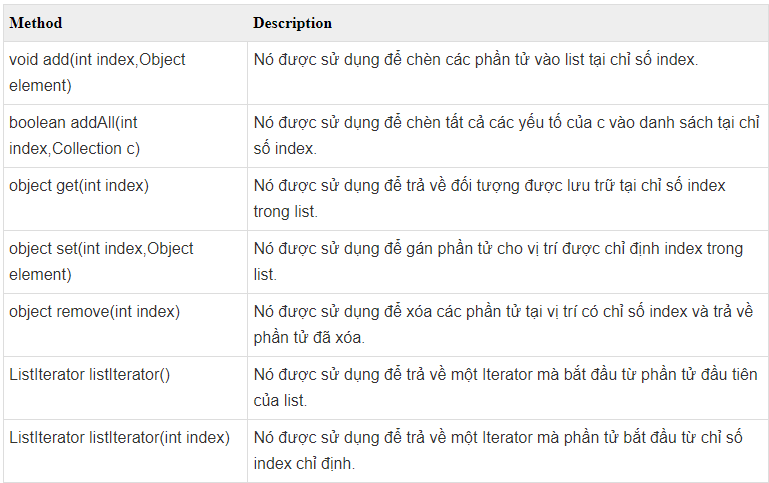 Method Description
void add(int index,Object Nó được sử dụng để chèn các phần tử vào list tại chỉ số index.
element)
boolean addAll(int Nó được sử dụng để chèn tất cả các yếu tố của c vào danh sách tại chỉ
index,Collection c) số index.
object get(int index) Nó được sử dụng để trả về đối tượng được lưu trữ tại chỉ số index
trong list.
object set(int index,Object Nó được sử dụng để gán phần tử cho vị trí được chỉ định index trong
element) list.
object remove(int index) Nó được sử dụng để xóa các phần tử tại vị trí có chỉ số index và trả về
phần tử đã xóa.
ListIterator listIterator() Nó được sử dụng để trả về một Iterator mà bắt đầu từ phần tử đầu tiên
của list.
ListIterator listIterator(int index) Nó được sử dụng để trả về một Iterator mà phần tử bắt đầu từ chỉ số
index chỉ định.